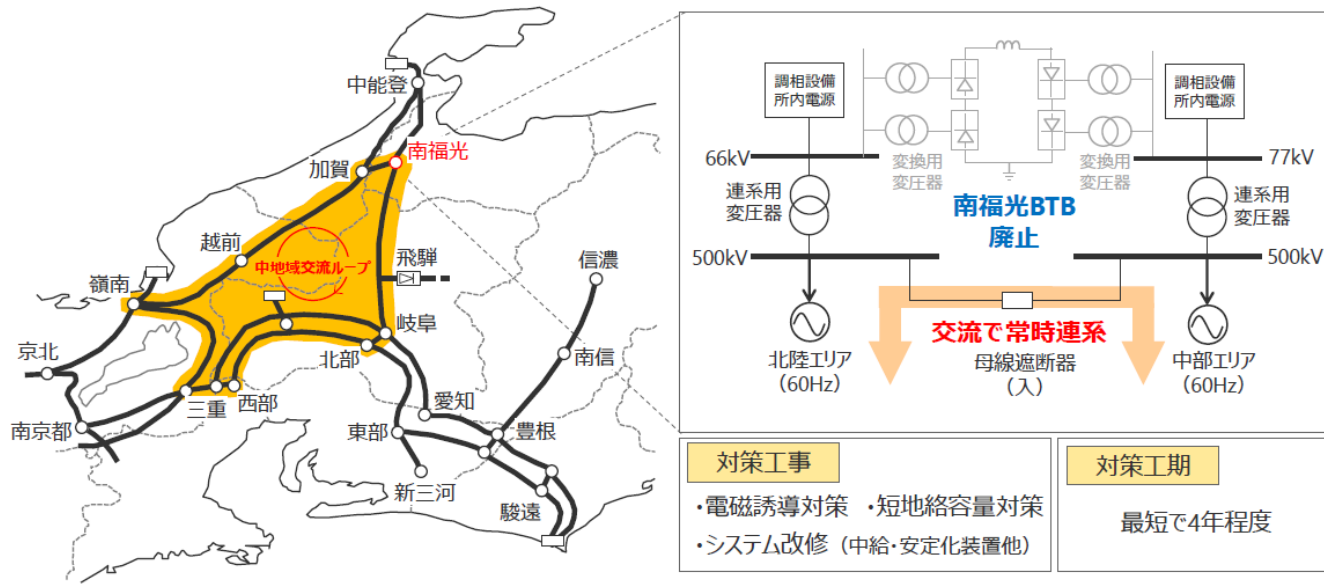 中能登
南福光
加賀
越前
中地域交流ループ
飛騨
信濃
嶺南
岐阜
京北
北部
南信
三重
西部
愛知
南京都
東部
豊根
新三河
駿遠
調相設備
所内電源
調相設備
所内電源
66kV
変換用
変圧器
変換用
変圧器
77kV
連系用
変圧器
南福光BTB
廃止
連系用
変圧器
500kV
500kV
交流で常時連系
北陸エリア
（60Hz）
母線遮断器
（入）
中部エリア
（60Hz）
対策工事
・電磁誘導対策　・短地絡容量対策
・システム改修（中給・安定化装置他）
対策工期
最短で4年程度